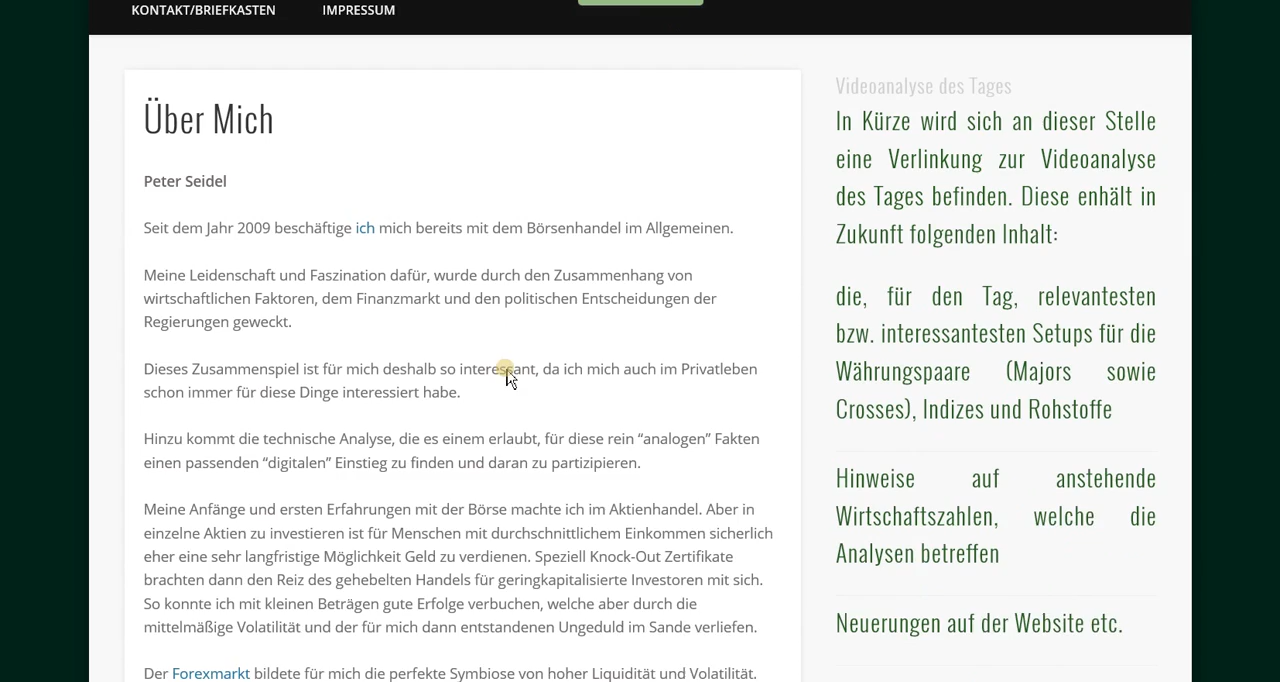 KONTAKT/BRIEFKASTEN IMPRESSUM
Über Mich
Peter Seidel
Seit dem Jahr 2009 beschäftige ich mich bereits mit dem Börsenhandel im Allgemeinen.
Meine Leidenschaft und Faszination dafür, wurde durch den Zusammenhang von
wirtschaftlichen Faktoren, dem Finanzmarkt und den politischen Entscheidungen der
Regierungen geweckt.
Dieses Zusammenspiel ist für mich deshalb so interessant, da ich mich auch im Privatleben
schon immer für diese Dinge interessiert habe.
Hinzu kommt die technische Analyse, die es einem erlaubt, für diese rein “analogen” Fakten
einen passenden “digitalen” Einstieg zu finden und daran zu partizipieren.
Meine Anfänge und ersten Erfahrungen mit der Börse machte ich im Aktienhandel. Aber in
einzelne Aktien zu investieren ist für Menschen mit durchschnittlichem Einkommen sicherlich
eher eine sehr langfristige Möglichkeit Geld zu verdienen. Speziell Knock-Out Zertifikate
brachten dann den Reiz des gehebelten Handels für geringkapitalisierte Investoren mit sich.
So konnte ich mit kleinen Beträgen gute Erfolge verbuchen, welche aber durch die
mittelmäßige Volatilität und der für mich dann entstandenen Ungeduld im Sande verliefen.
Der Forexmarkt bildete für mich die perfekte Symbiose von hoher Liquidität und Volatilität.
Videoanalyse des Tages
In Kürze wird sich an dieser Stelle
eine Verlinkung zur Videoanalyse
des Tages befinden. Diese enhält in
Zukunft folgenden Inhalt:
die, für den Tag, relevantesten
bzw. interessantesten Setups für die
Währungspaare (Majors sowie
Crosses), Indizes und Rohstoffe
Hinweise auf anstehende
Wirtschaftszahlen, welche die
Analysen betreffen
Neuerungen auf der Website etc.